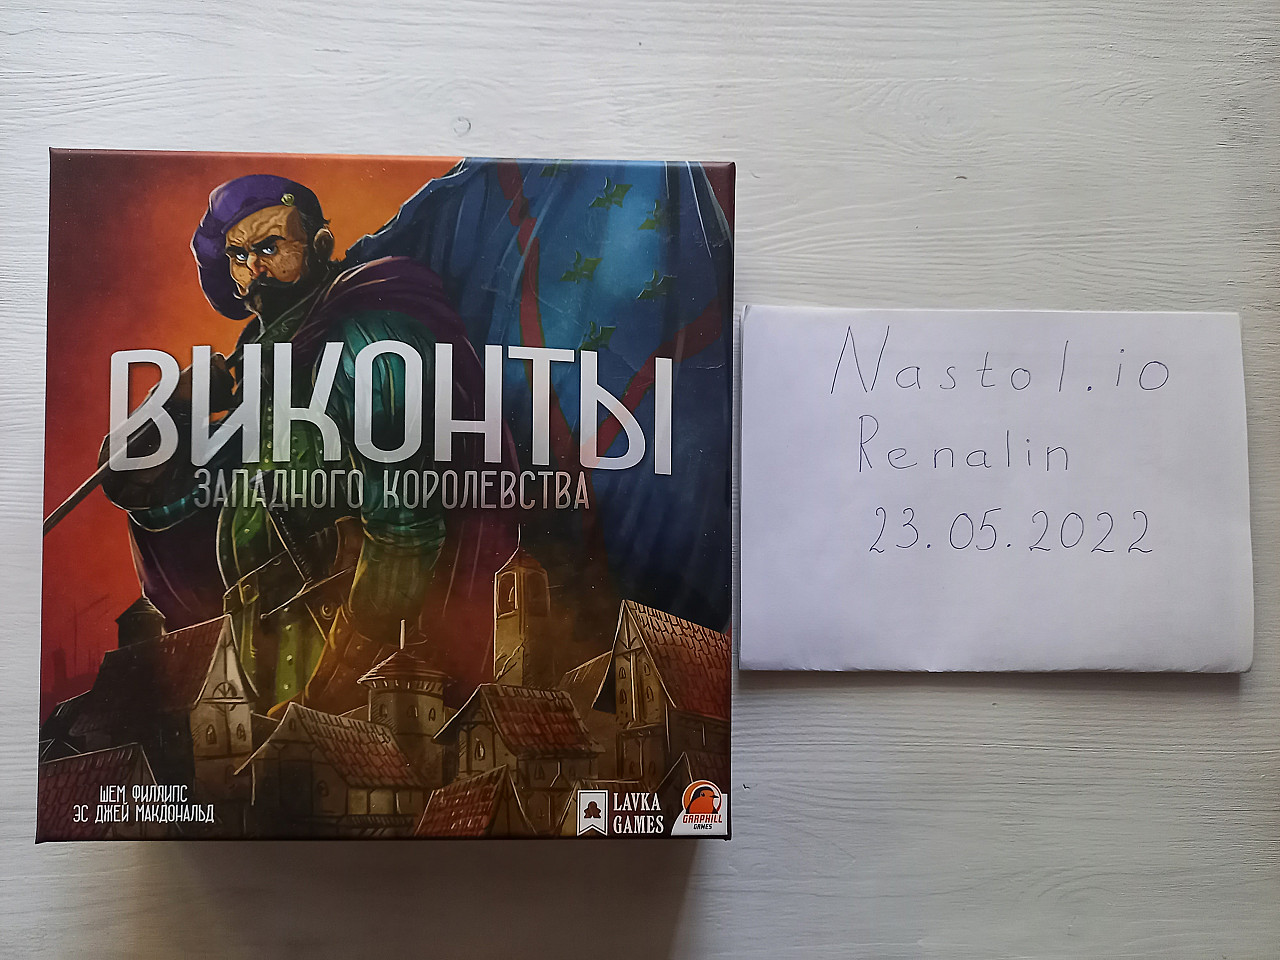 ВИКОНТЫ
ЗАПАДНОГО КОРОЛЕВСТВА
ШЕМ ФИЛЛИПС
ЭС ДЖЕЙ МАКДОНАЛЬД
LAVKA
GAMES
GARPHILL
GAMES
Nastol.io
Renalin
23.05.2022